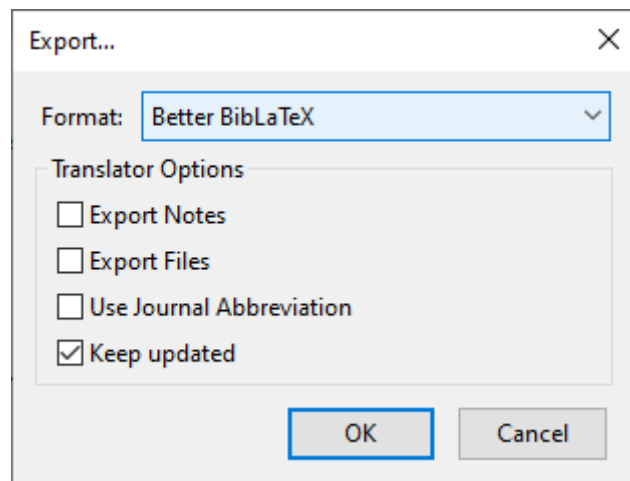 Export...
Format: Better BibLaTeX
Translator Options
Export Notes
Export Files
Use Journal Abbreviation
Keep updated
OK Cancel